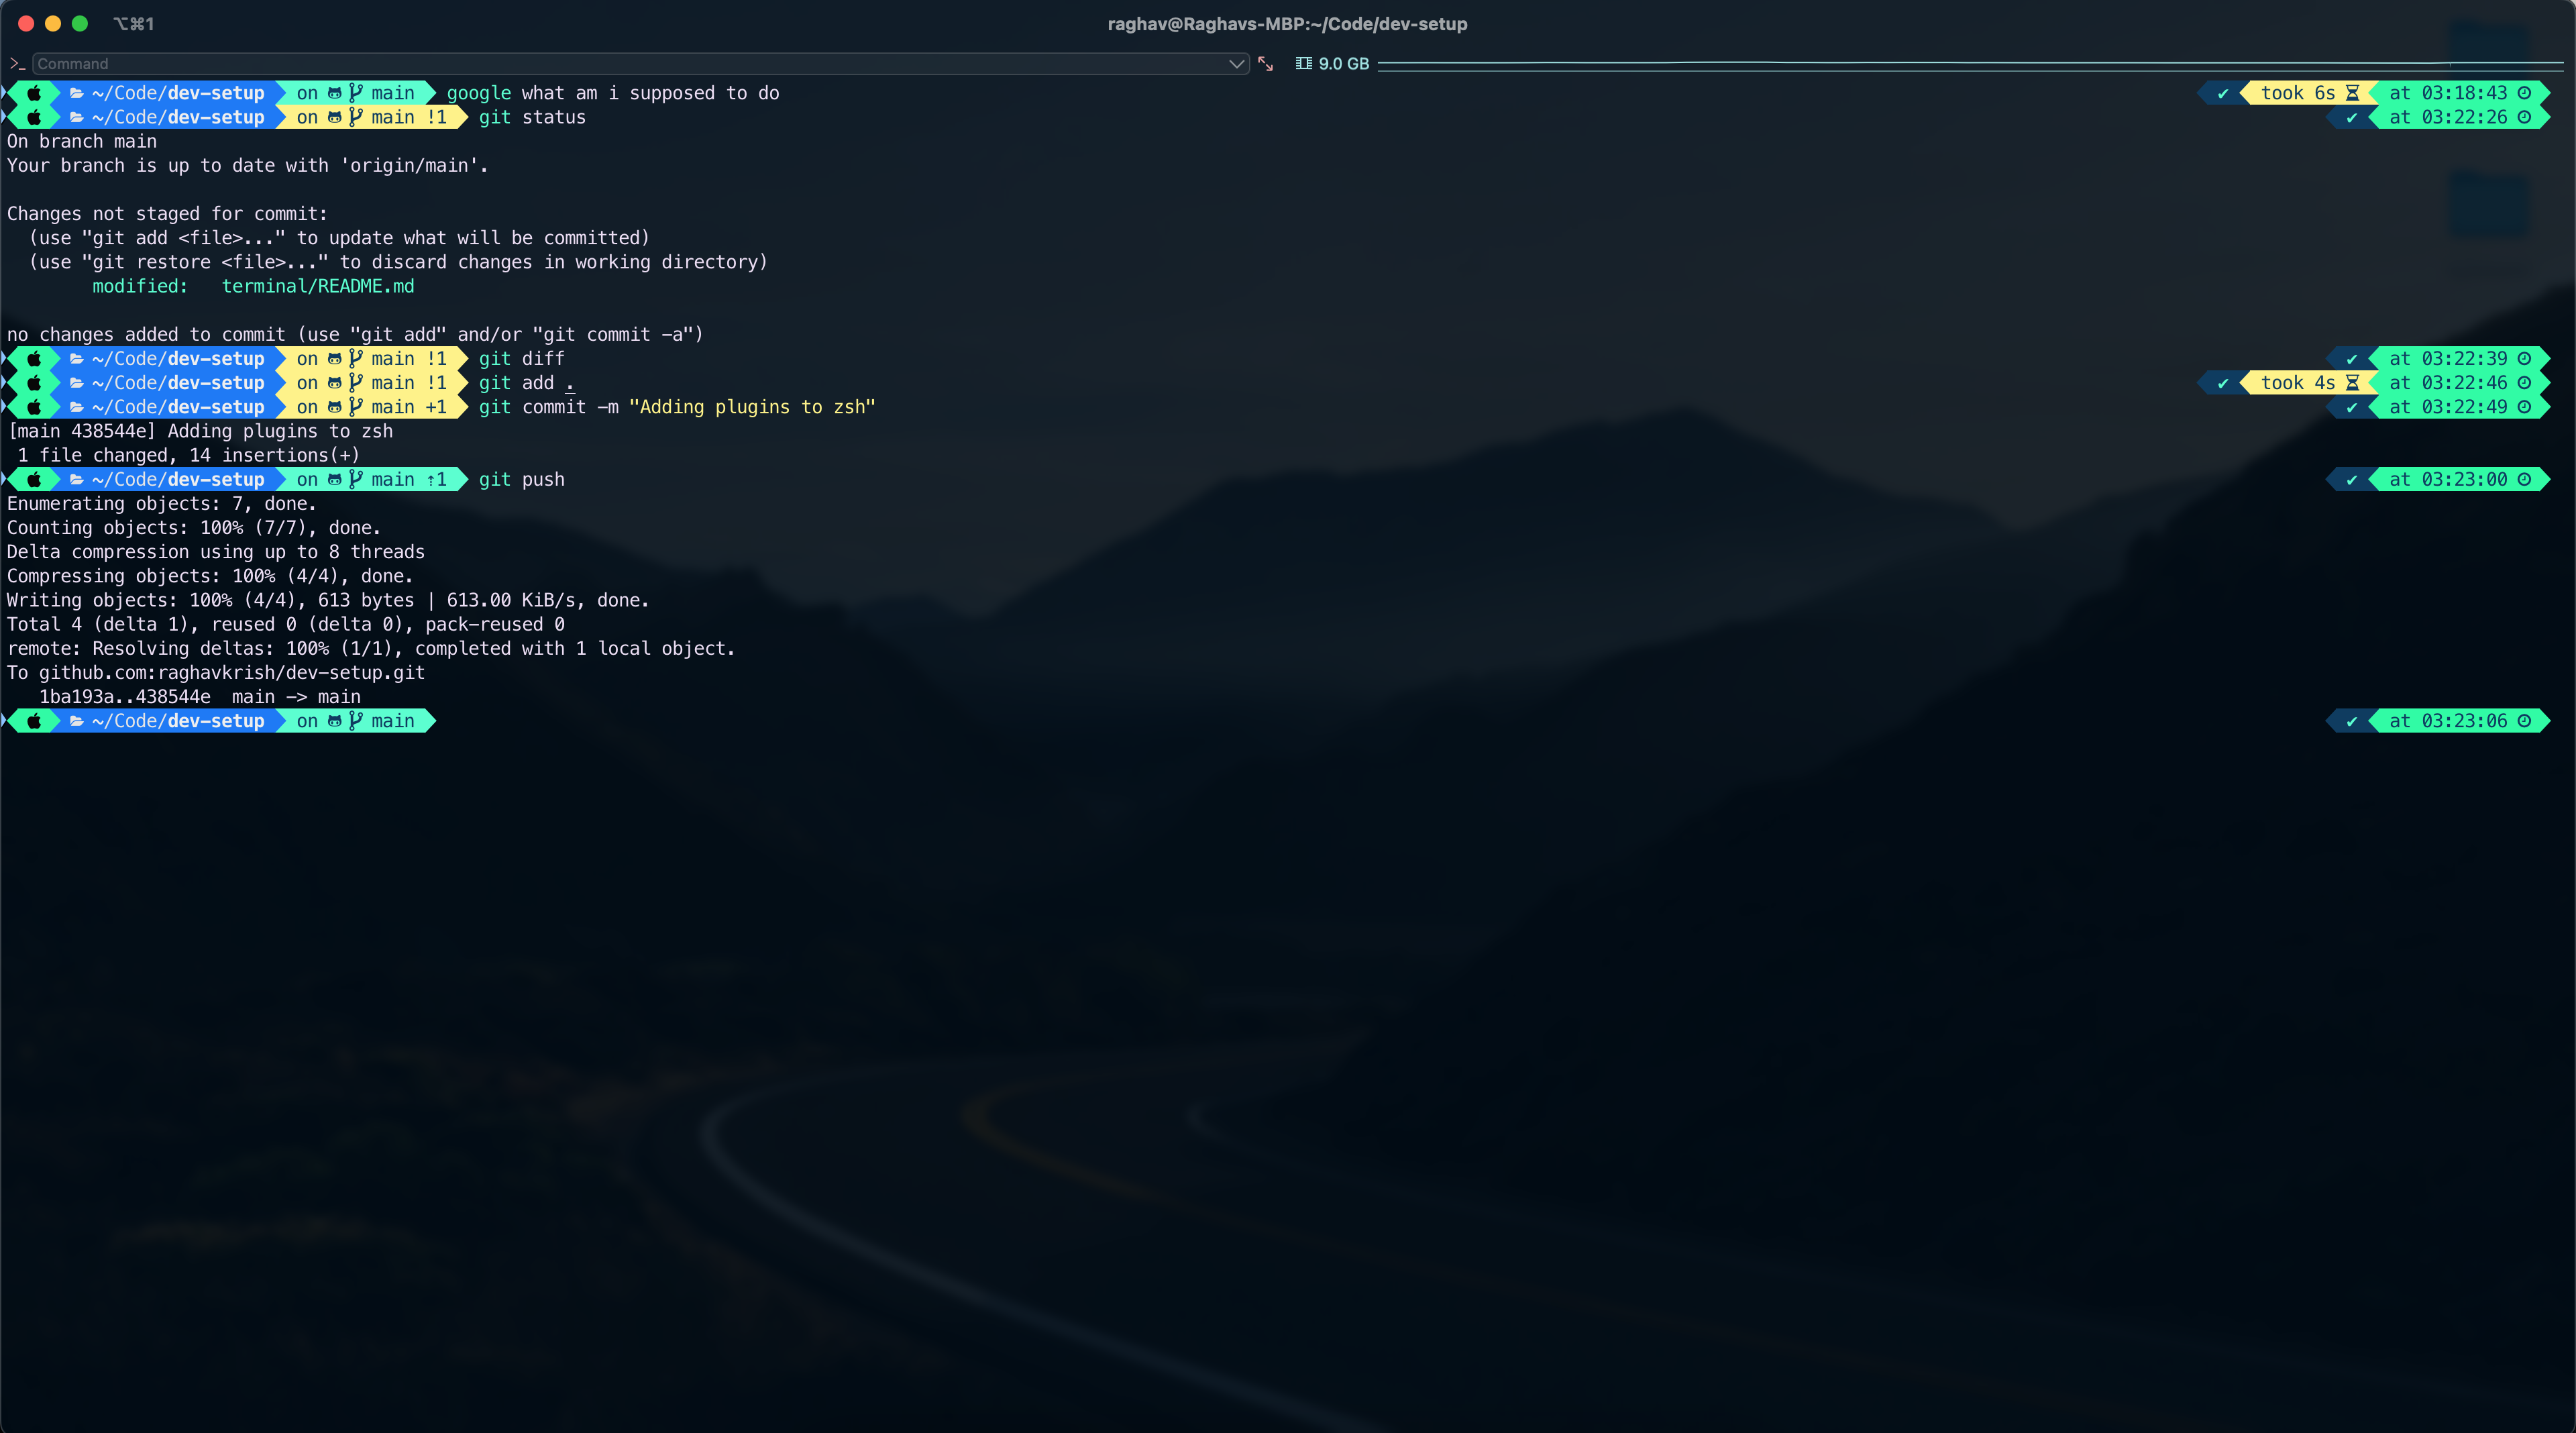 ⌥⌘1 raghav@Raghavs-MBP:~/Code/dev-setup
>_ Command 9.0 GB
~/Code/dev-setup on main google what am i supposed to do ✔ took 6s at 03:18:43
~/Code/dev-setup on main !1 git status ✔ at 03:22:26
On branch main
Your branch is up to date with 'origin/main'.
Changes not staged for commit:
(use "git add <file>..." to update what will be committed)
(use "git restore <file>..." to discard changes in working directory)
modified: terminal/README.md
no changes added to commit (use "git add" and/or "git commit -a")
~/Code/dev-setup on main !1 git diff ✔ at 03:22:39
~/Code/dev-setup on main !1 git add . ✔ took 4s at 03:22:46
~/Code/dev-setup on main +1 git commit -m "Adding plugins to zsh" ✔ at 03:22:49
[main 438544e] Adding plugins to zsh
1 file changed, 14 insertions(+)
~/Code/dev-setup on main ⇡1 git push ✔ at 03:23:00
Enumerating objects: 7, done.
Counting objects: 100% (7/7), done.
Delta compression using up to 8 threads
Compressing objects: 100% (4/4), done.
Writing objects: 100% (4/4), 613 bytes | 613.00 KiB/s, done.
Total 4 (delta 1), reused 0 (delta 0), pack-reused 0
remote: Resolving deltas: 100% (1/1), completed with 1 local object.
To github.com:raghavkrish/dev-setup.git
1ba193a..438544e main -> main
~/Code/dev-setup on main ✔ at 03:23:06